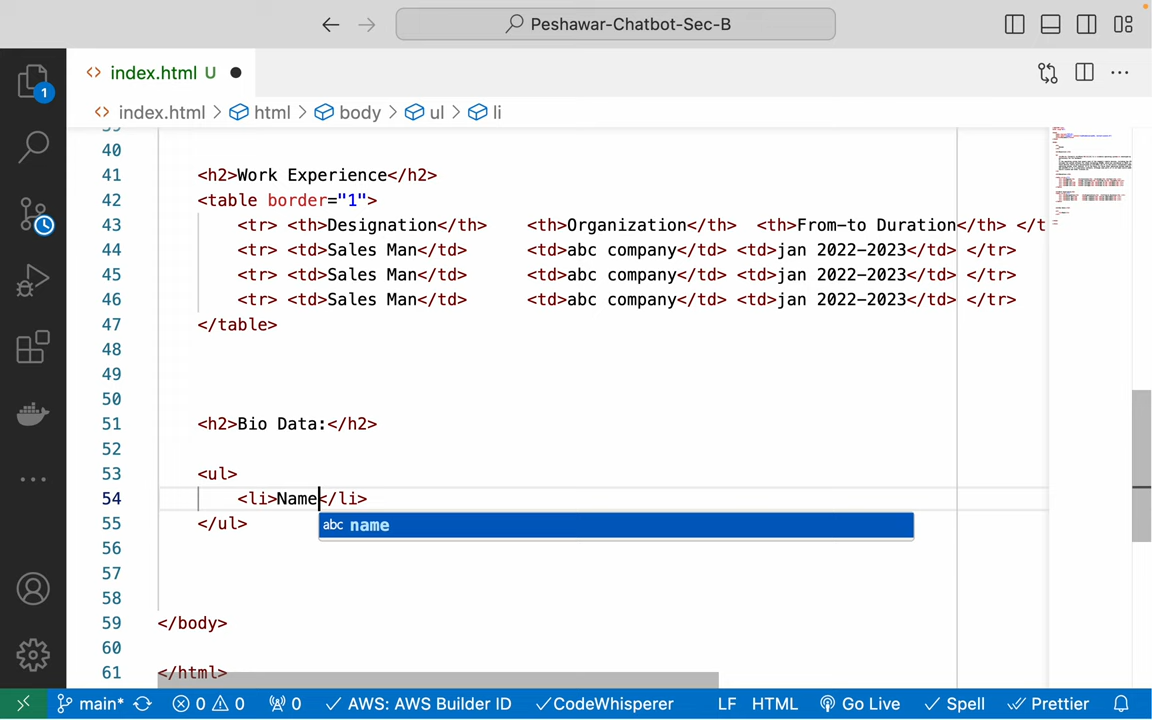 Peshawar-Chatbot-Sec-B
index.html U
index.html > html > body > ul > li
1
39
40
41 <h2>Work Experience</h2>
42 <table border="1">
43 <tr> <th>Designation</th> <th>Organization</th> <th>From-to Duration</th> </t
44 <tr> <td>Sales Man</td> <td>abc company</td> <td>jan 2022-2023</td> </tr>
45 <tr> <td>Sales Man</td> <td>abc company</td> <td>jan 2022-2023</td> </tr>
46 <tr> <td>Sales Man</td> <td>abc company</td> <td>jan 2022-2023</td> </tr>
47 </table>
48
49
50
51 <h2>Bio Data:</h2>
52
53 <ul>
54 <li>Name</li>
abc name
55 </ul>
56
57
58
59 </body>
60
61 </html>
main* 0 0 0 AWS: AWS Builder ID CodeWhisperer LF HTML Go Live Spell Prettier